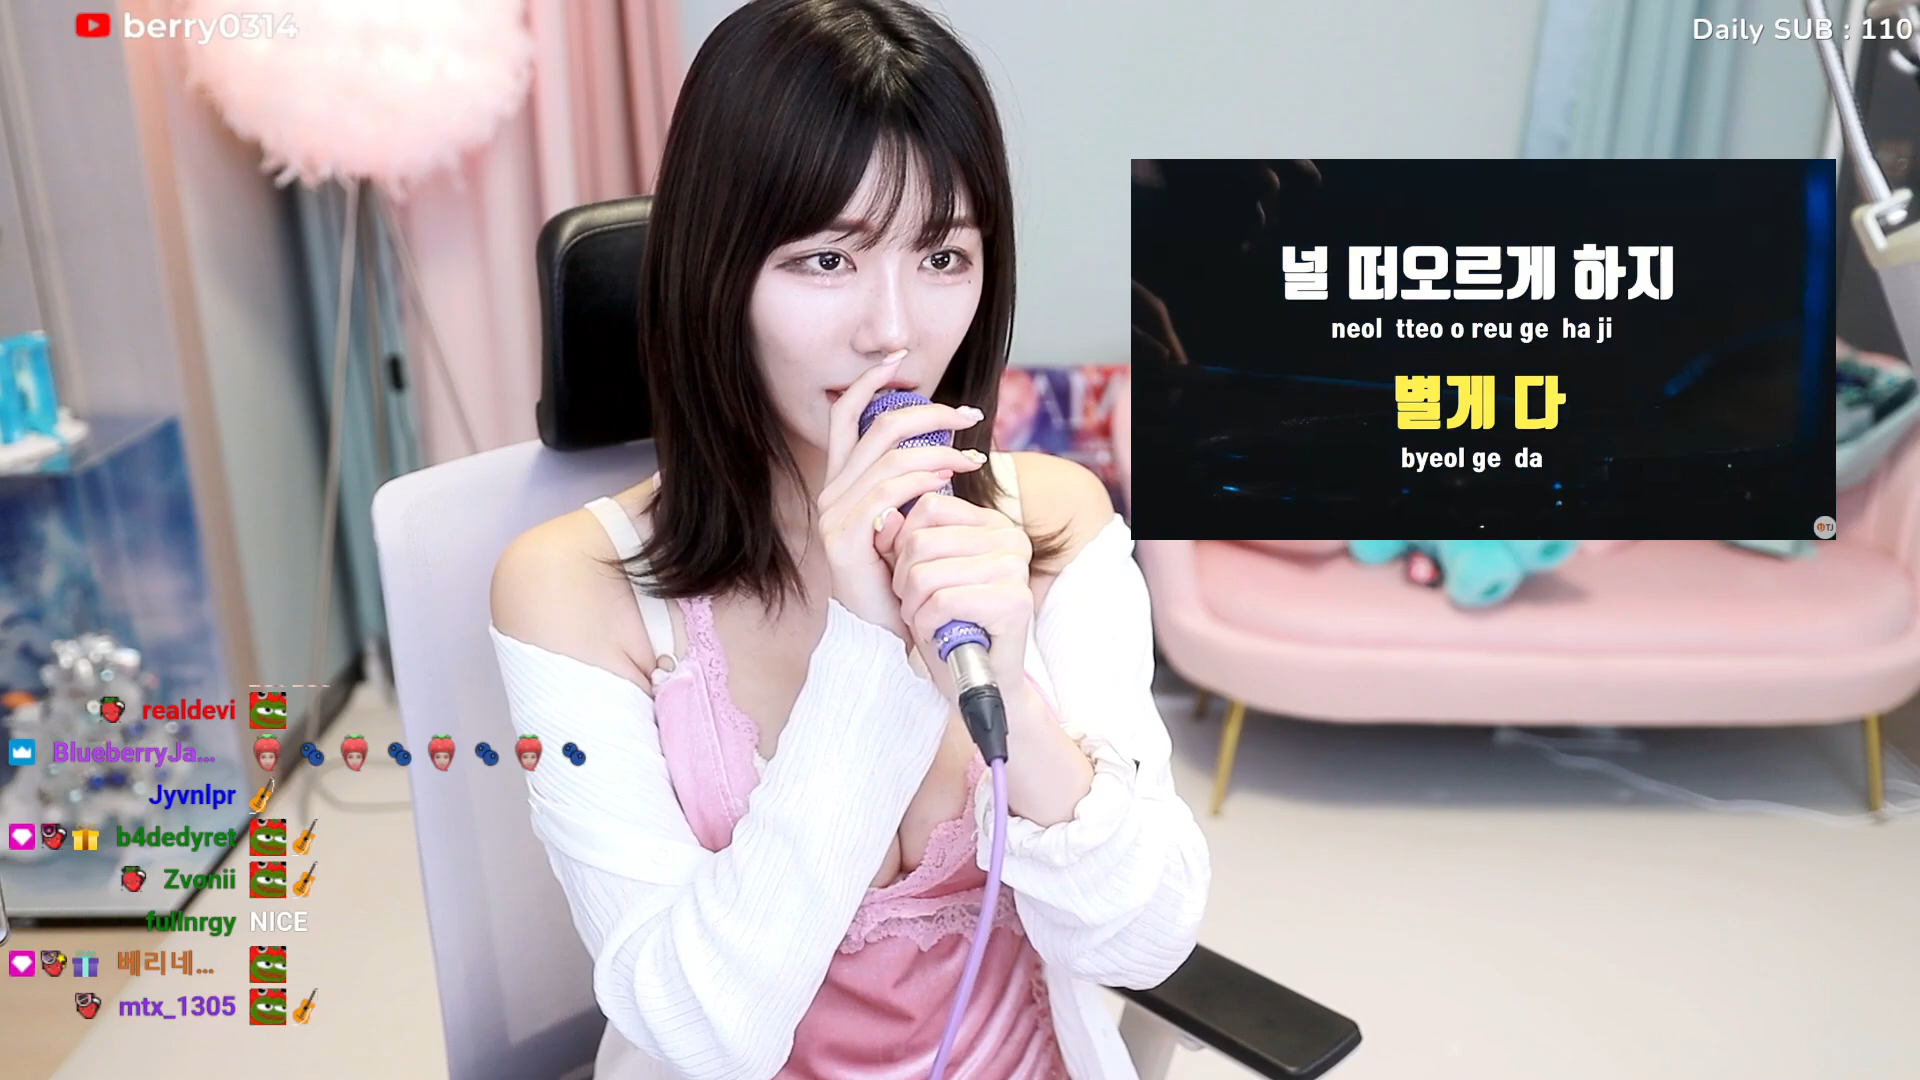 berry0314
Daily SUB : 110
널 떠오르게 하지
neol tteo o reu ge ha ji
별게 다
byeol ge da
TJ
realdevi
BlueberryJa...
Jyvnlpr
b4dedyret
Zvonii
fullnrgy NICE
베리네...
mtx_1305